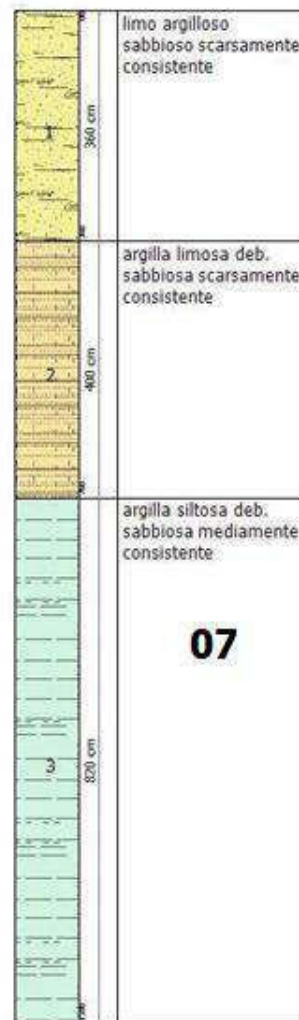 limo argilloso
sabbioso scarsamente
consistente
1
360 cm
argilla limosa deb.
sabbiosa scarsamente
consistente
2
400 cm
argilla siltosa deb.
sabbiosa mediamente
consistente
07
3
820 cm